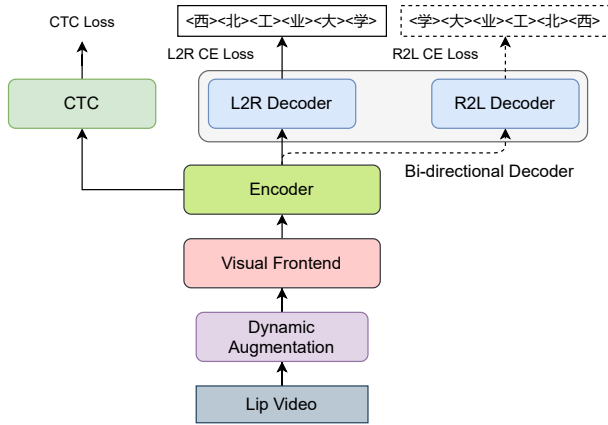 <西><北><工><业><大><学>
<学><大><业><工><北><西>
CTC Loss
L2R CE Loss
R2L CE Loss
CTC
L2R Decoder
R2L Decoder
Bi-directional Decoder
Encoder
Visual Frontend
Dynamic
Augmentation
Lip Video